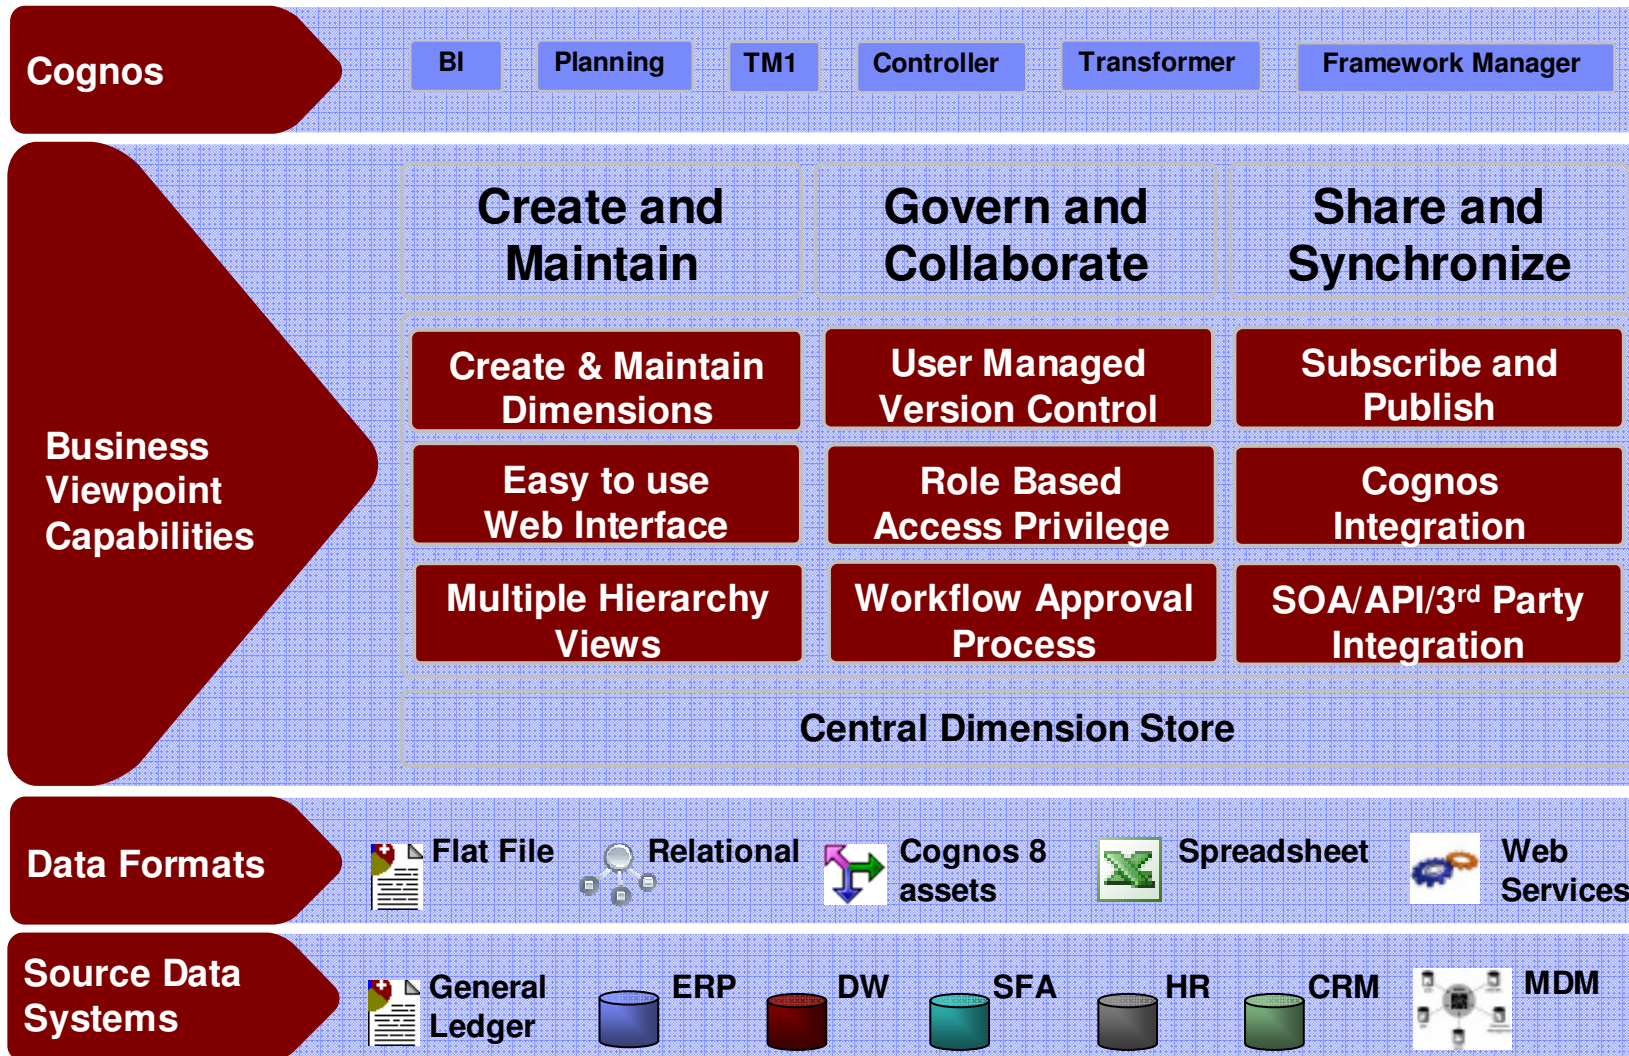 Cognos
BI
Planning
TM1
Controller
Transformer
Framework Manager
Business
Viewpoint
Capabilities
Create and
Maintain
Govern and
Collaborate
Share and
Synchronize
Create & Maintain
Dimensions
User Managed
Version Control
Subscribe and
Publish
Easy to use
Web Interface
Role Based
Access Privilege
Cognos
Integration
Multiple Hierarchy
Views
Workflow Approval
Process
SOA/API/3rd Party
Integration
Central Dimension Store
Data Formats
Flat File
Relational
Cognos 8
assets
Spreadsheet
Web
Services
Source Data
Systems
General
Ledger
ERP
DW
SFA
HR
CRM
MDM